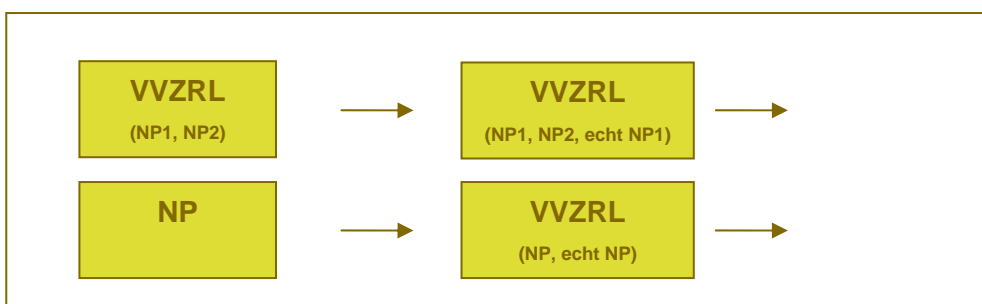 VVZRL
(NP1, NP2)
VVZRL
(NP1, NP2, echt NP1)
NP
VVZRL
(NP, echt NP)